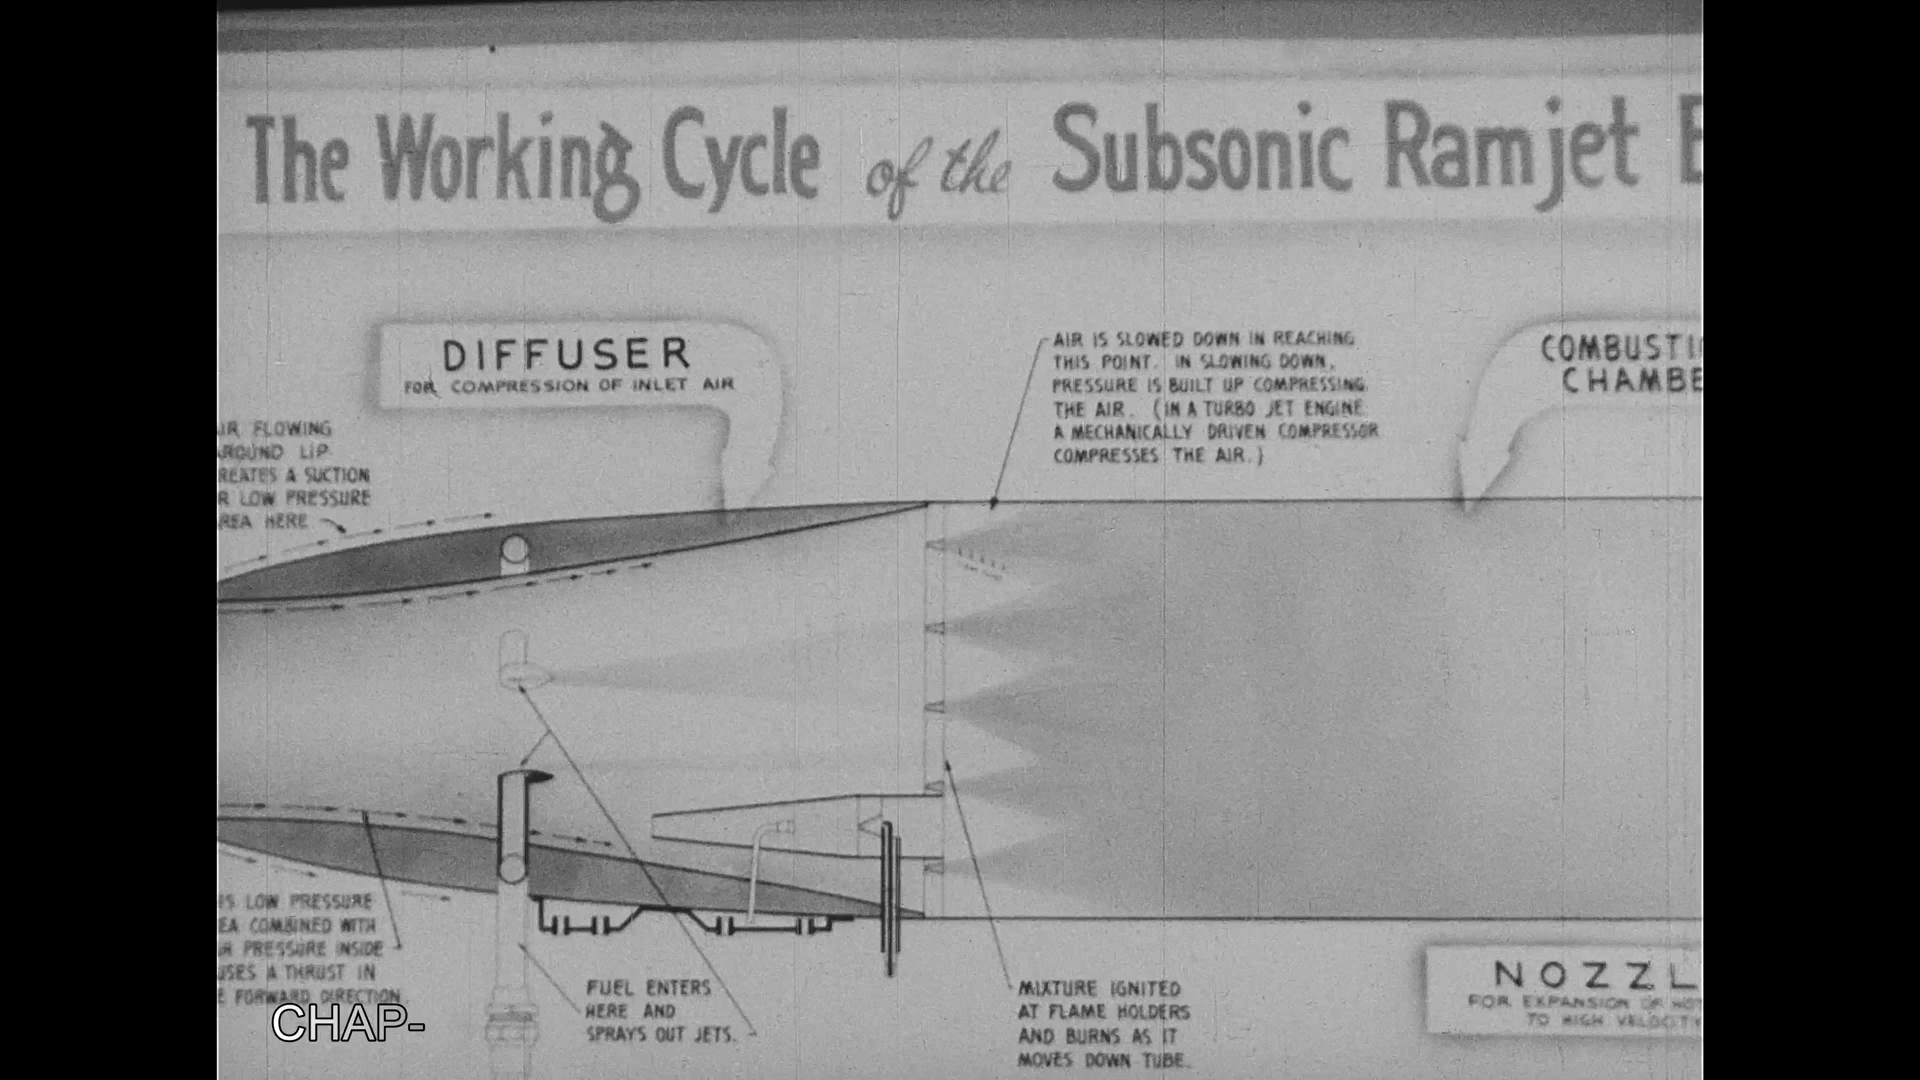 The Working Cycle of the Subsonic Ramjet E
DIFFUSER
FOR COMPRESSION OF INLET AIR
AIR IS SLOWED DOWN IN REACHING
THIS POINT. IN SLOWING DOWN,
PRESSURE IS BUILT UP COMPRESSING
THE AIR. (IN A TURBO JET ENGINE
A MECHANICALLY DRIVEN COMPRESSOR
COMPRESSES THE AIR.)
COMBUSTI
CHAMBE
IR FLOWING
ROUND LIP
REATES A SUCTION
R LOW PRESSURE
REA HERE
IS LOW PRESSURE
EA COMBINED WITH
R PRESSURE INSIDE
USES A THRUST IN
E FORWARD DIRECTION.
FUEL ENTERS
HERE AND
SPRAYS OUT JETS.
MIXTURE IGNITED
AT FLAME HOLDERS
AND BURNS AS IT
MOVES DOWN TUBE.
NOZZL
FOR EXPANSION OF HOT
TO HIGH VELOCITY
CHAP-